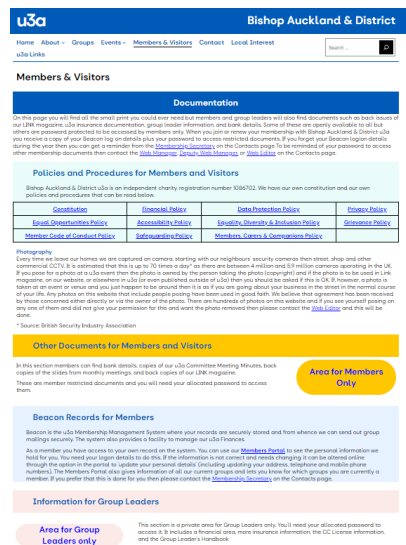 u3a
Bishop Auckland & District
Home About Groups Events Members & Visitors Contact Local Interest
u3a Links
Search ...
Members & Visitors
Documentation
On this page you will find all the small print you could ever need but members and group leaders will also find documents such as back issues of
our LINK magazine, u3a insurance documentation, group leader information and bank details. Some of these are openly available to all but
others are password protected to be accessed by members only. When you join or renew your membership with Bishop Auckland & District u3a
you receive a copy of your Beacon log on details plus your password to access restricted documents. If you forget your Beacon logion details
during the year then you can get a reminder from the Membership Secretary on the Contacts page To be reminded of your password to access
other membership documents then contact the Web Manager, Deputy Web Manager, or Web Editor on the Contacts page.
Policies and Procedures for Members and Visitors
Bishop Auckland & District u3a is an independent charity, registration number 1086702. We have our own constitution and our own
policies and procedures that can be read below.
Constitution Financial Policy Data Protection Policy Privacy Policy
Equal Opportunities Policy Accessibility Policy Equality, Diversity & Inclusion Policy Grievance Policy
Member Code of Conduct Policy Safeguarding Policy Members, Carers & Companions Policy
Photography
Every time we leave our homes we are captured on camera, starting with our neighbours' security cameras then street, shop and other
commercial CCTV. It is estimated that this is up to 70 times a day* as there are between 4 million and 5.9 million cameras operating in the UK.
If you pose for a photo at a u3a event then the photo is owned by the person taking the photo (copyright) and if the photo is to be used in Link
magazine, on our website, or elsewhere in u3a (or even published outside of u3a) then you should be asked if this is OK. If, however, a photo is
taken at an event or venue and you just happen to be around then it is as if you are going about your business in the street in the normal course
of your life. Any photos on this website that include people posing have been used in good faith. We believe that agreement has been received
by those concerned either directly or via the owner of the photo. There are hundreds of photos on this website and if you see yourself posing an
any one of them and did not give your permission for this and want the photo removed then please contact the Web Editor and this will be
done.
* Source: British Security Industry Association
Other Documents for Members and Visitors
In this section members can find bank details, copies of our u3a Committee Meeting Minutes, back
copies of the slides from monthly meetings, and back copies of our LINK magazine.
These are member restricted documents and you will need your allocated password to access
them.
Area for Members
Only
Beacon Records for Members
Beacon is the u3a Membership Management System where your records are securely stored and from whence we can send out group
mailings securely. The system also provides a facility to manage our u3a Finances.
As a member you have access to your own record on the system. You can use our Members Portal to see the personal information we
hold for you. You need your logon details to do this. If the information is not correct and needs changing it can be altered online
through the option in the portal to 'update your personal details' (including updating your address, telephone and mobile phone
numbers). The Members Portal also gives information of all our current groups and lets you know for which groups you are currently a
member. If you prefer that this is done for you then please contact the Membership Secretary on the Contacts page.
Information for Group Leaders
Area for Group
Leaders only
This section is a private area for Group Leaders only. You'll need your allocated password to
access it. It includes a financial area, more insurance information, the CC License information,
and the Group Leader's Handbook